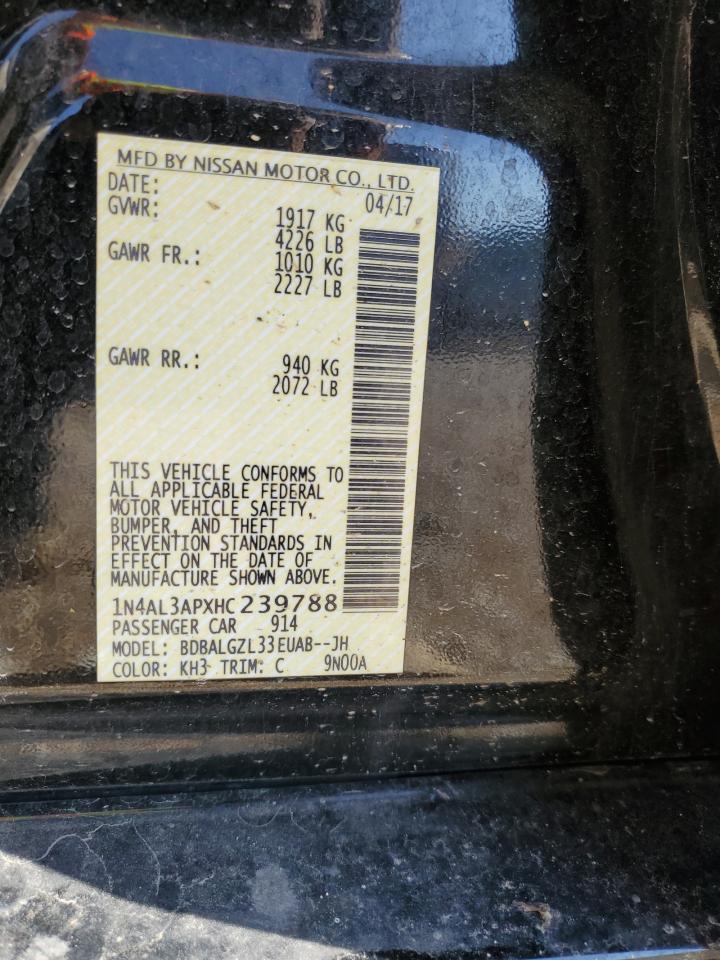 MFD BY NISSAN MOTOR CO., LTD.
DATE: 04/17
GVWR: 1917 KG
4226 LB
GAWR FR.: 1010 KG
2227 LB
GAWR RR.: 940 KG
2072 LB
THIS VEHICLE CONFORMS TO
ALL APPLICABLE FEDERAL
MOTOR VEHICLE SAFETY,
BUMPER, AND THEFT
PREVENTION STANDARDS IN
EFFECT ON THE DATE OF
MANUFACTURE SHOWN ABOVE.
1N4AL3APXHC239788
PASSENGER CAR 914
MODEL: BDBALGZL33EUAB--JH
COLOR: KH3 TRIM: C 9N00A